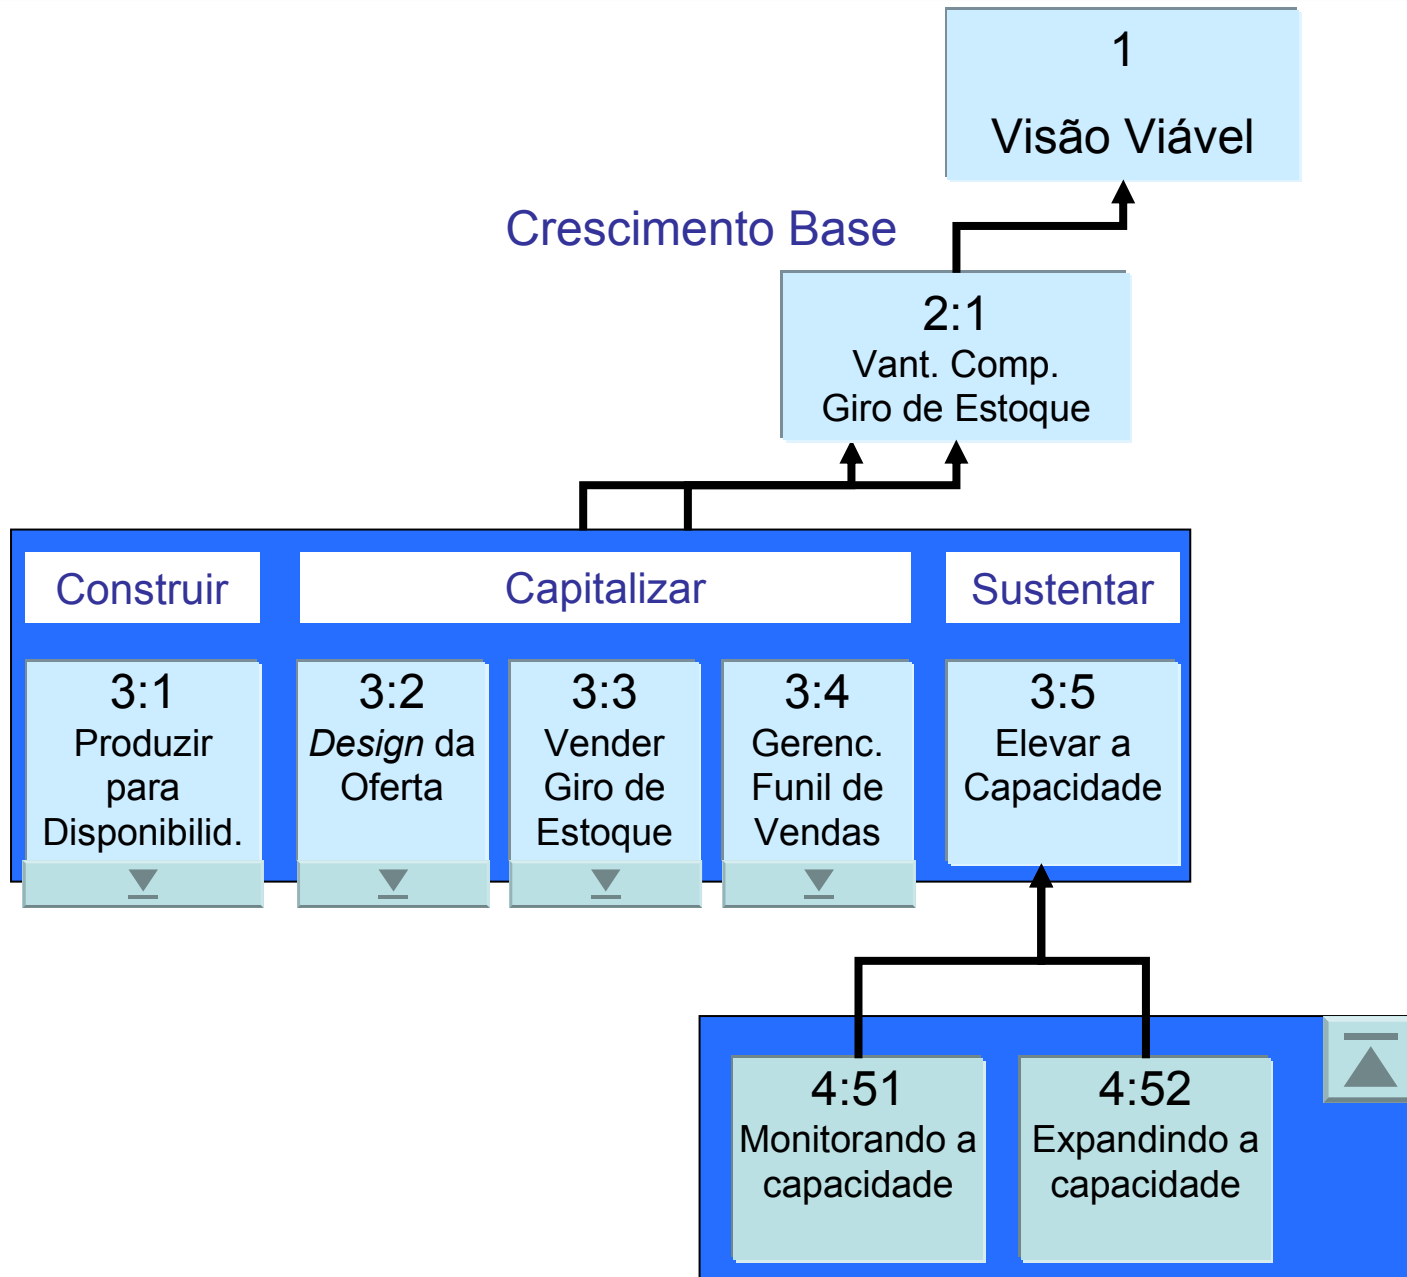 1
Visão Viável
Crescimento Base
2:1
Vant. Comp.
Giro de Estoque
Construir
Capitalizar
Sustentar
3:1
Produzir
para
Disponibilid.
3:2
Design da
Oferta
3:3
Vender
Giro de
Estoque
3:4
Gerenc.
Funil de
Vendas
3:5
Elevar a
Capacidade
4:51
Monitorando a
capacidade
4:52
Expandindo a
capacidade